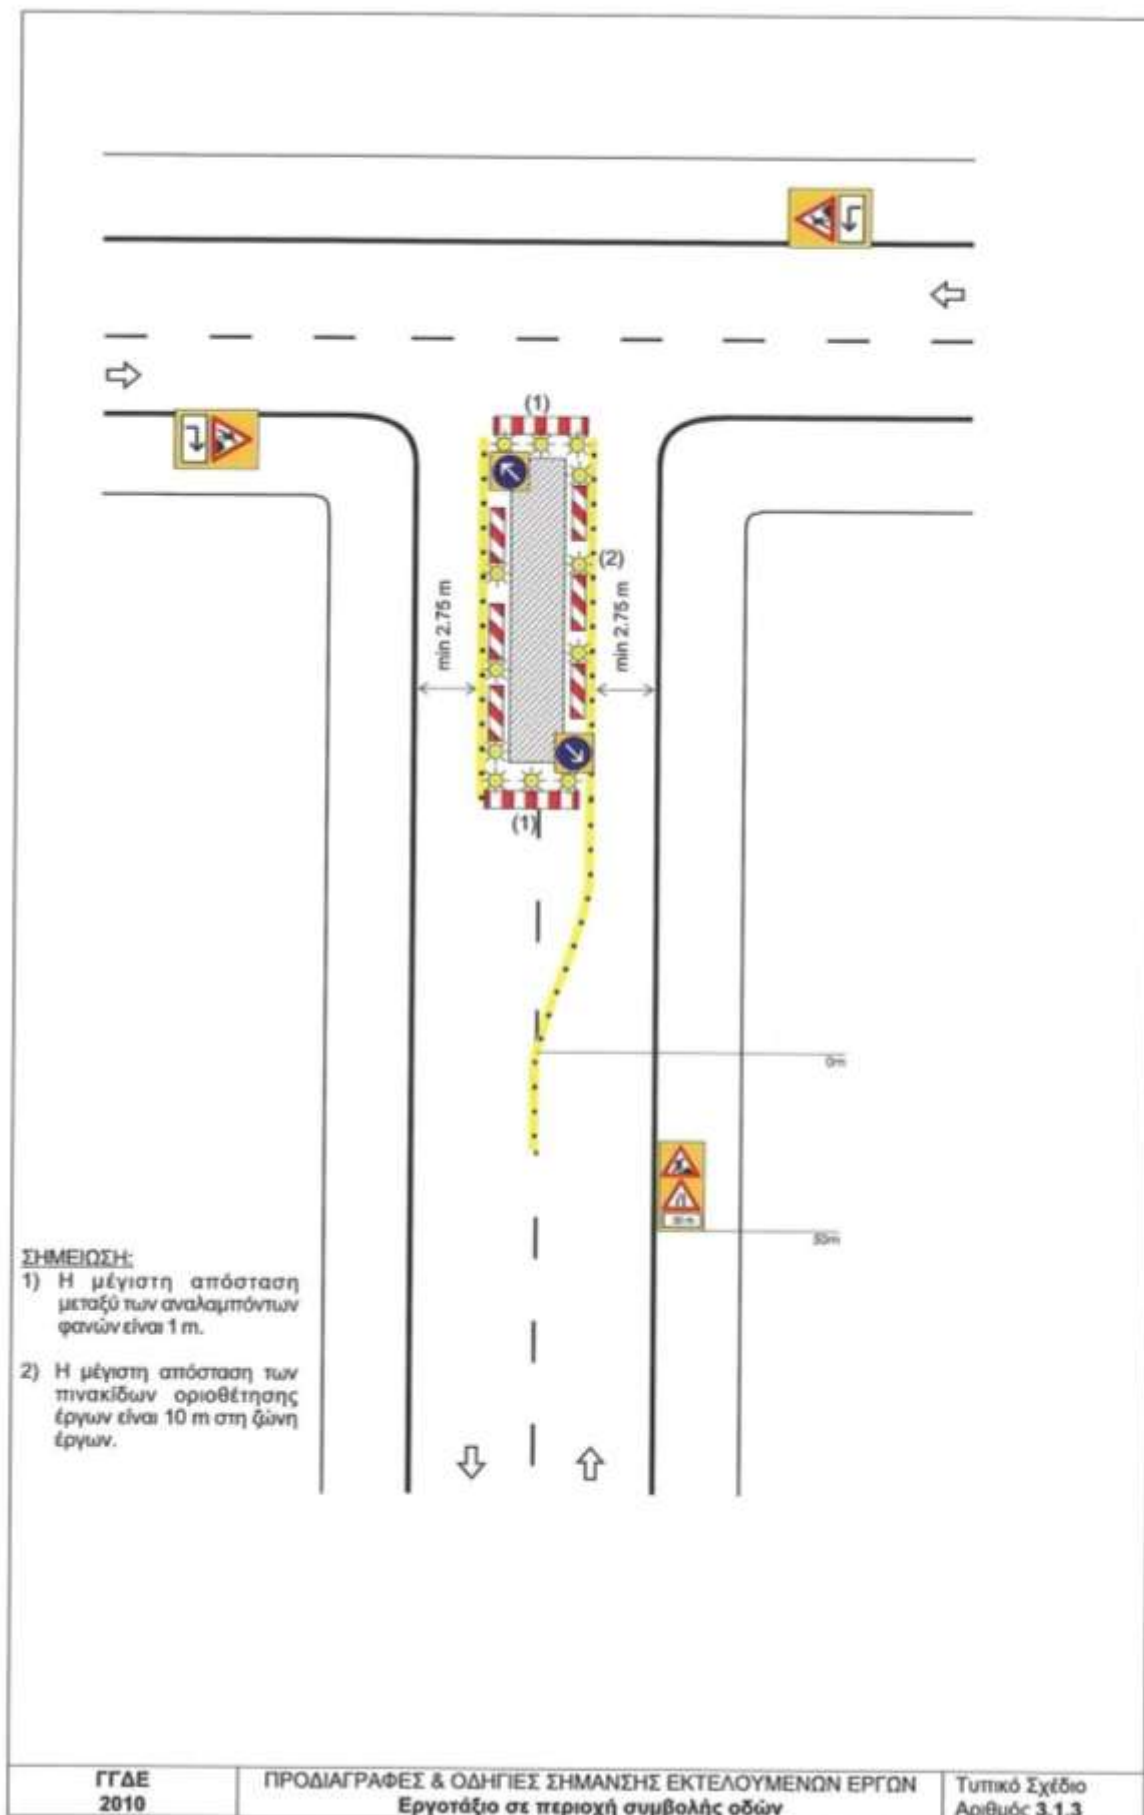 (1)
(2)
min 2.75 m
min 2.75 m
(1)
0m
50m
ΣΗΜΕΙΩΣΗ:
1) Η μέγιστη απόσταση
μεταξύ των αναλαμπόντων
φανών είναι 1 m.
2) Η μέγιστη απόσταση των
πινακίδων οριοθέτησης
έργων είναι 10 m στη ζώνη
έργων.
ΓΓΔΕ
2010
ΠΡΟΔΙΑΓΡΑΦΕΣ & ΟΔΗΓΙΕΣ ΣΗΜΑΝΣΗΣ ΕΚΤΕΛΟΥΜΕΝΩΝ ΕΡΓΩΝ
Εργοτάξιο σε περιοχή συμβολής οδών
Τυπικό Σχέδιο
Αριθμός 3.1.3